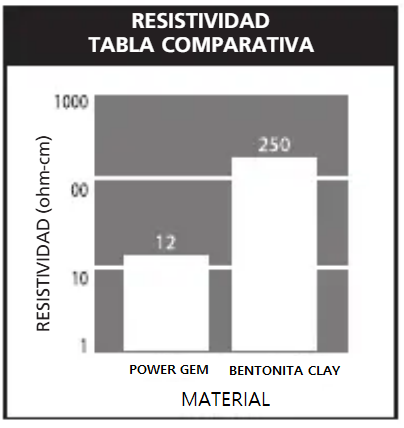 RESISTIVIDAD
TABLA COMPARATIVA
RESISTIVIDAD (ohm-cm)
1000
00
10
1
12
250
POWER GEM
BENTONITA CLAY
MATERIAL